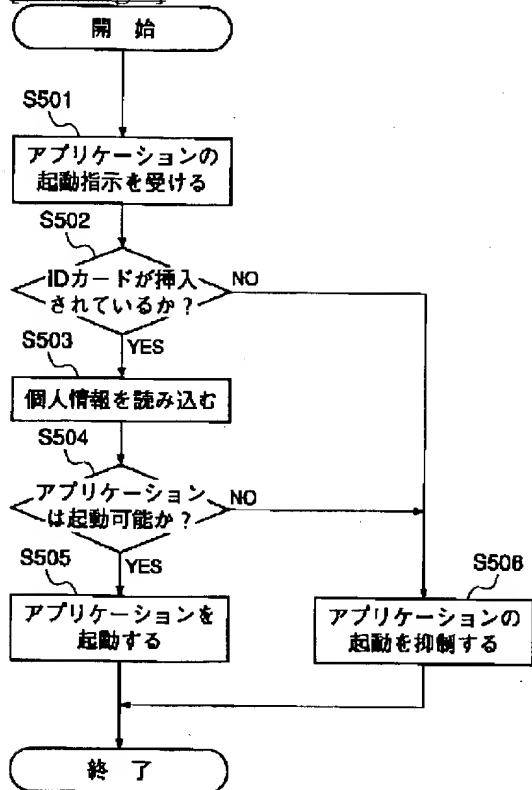 開 始
S501
アプリケーションの
起動指示を受ける
S502
IDカードが挿入
されているか?
NO
YES
S503
個人情報を読み込む
S504
アプリケーション
は起動可能か?
NO
YES
S505
アプリケーションを
起動する
S506
アプリケーションの
起動を抑制する
終 了